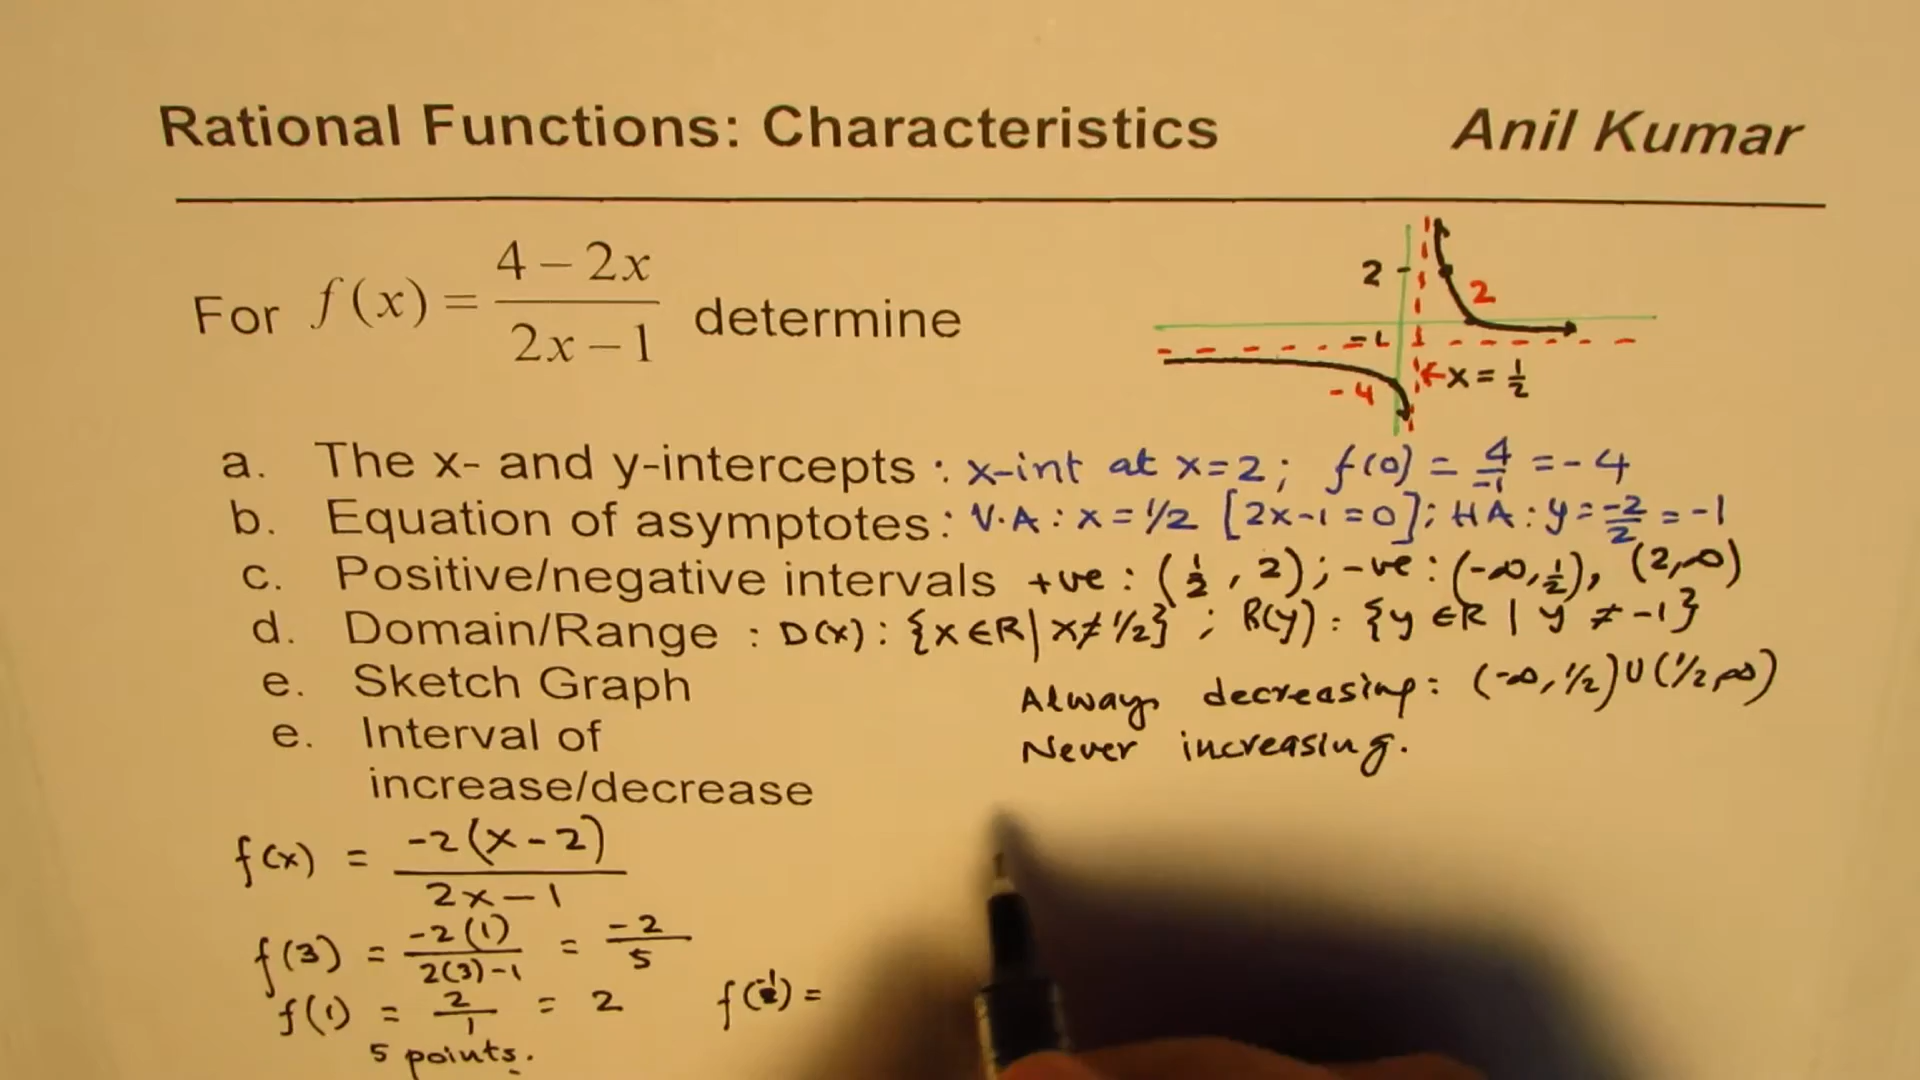 Rational Functions: Characteristics Anil Kumar
For f(x) = (4 – 2x)/(2x – 1) determine
2
2
-1
-4
x = 1/2
a. The x- and y-intercepts : x-int at x=2; f(0) = 4/-1 = -4
b. Equation of asymptotes : V.A : x = 1/2 [2x-1=0]; HA : y = -2/2 = -1
c. Positive/negative intervals +ve : (1/2, 2); -ve : (-∞, 1/2), (2,∞)
d. Domain/Range : D(x) : {x ∈ R | x ≠ 1/2} ; R(y) : {y ∈ R | y ≠ -1}
e. Sketch Graph
Always decreasing : (-∞, 1/2) U (1/2, ∞)
e. Interval of
Never increasing.
increase/decrease
f(x) = -2(x-2)/(2x-1)
f(3) = -2(1)/(2(3)-1) = -2/5
f(1) = 2/1 = 2
5 points.